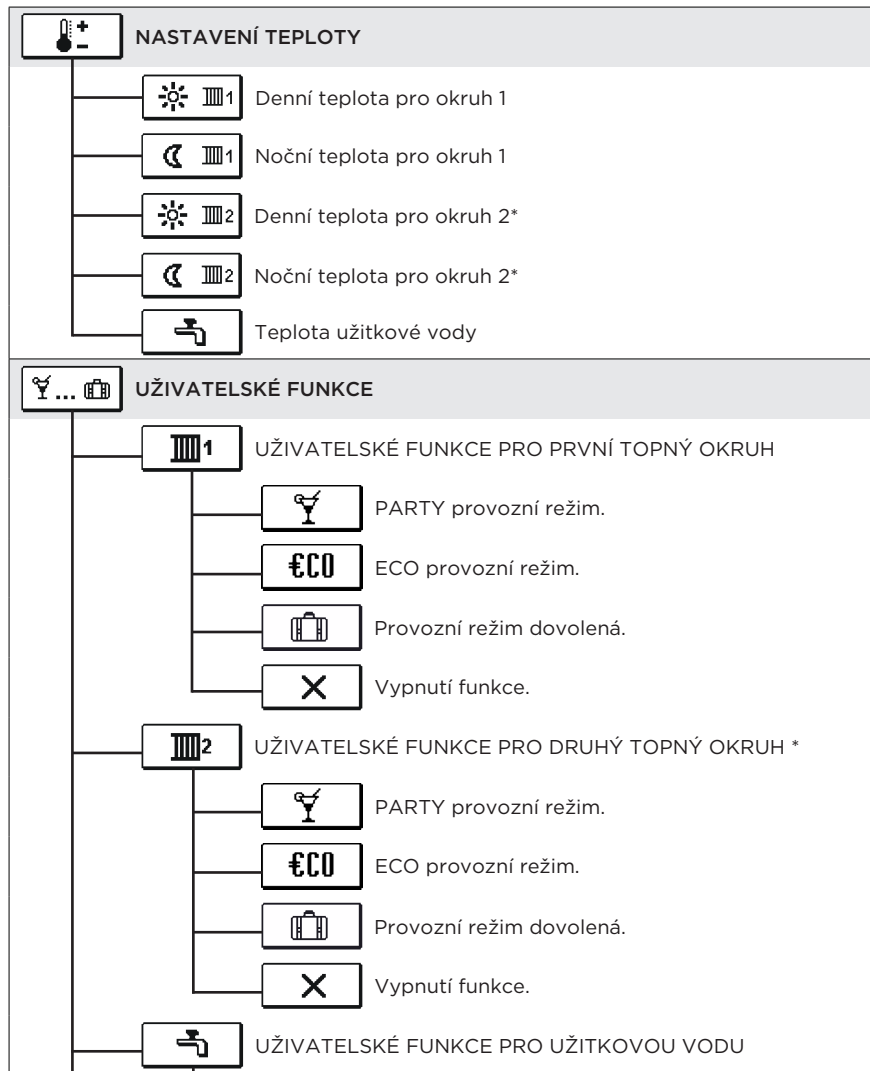 NASTAVENÍ TEPLOTY
1 Denní teplota pro okruh 1
1 Noční teplota pro okruh 1
2 Denní teplota pro okruh 2*
2 Noční teplota pro okruh 2*
Teplota užitkové vody
... UŽIVATELSKÉ FUNKCE
1 UŽIVATELSKÉ FUNKCE PRO PRVNÍ TOPNÝ OKRUH
PARTY provozní režim.
€CO ECO provozní režim.
Provozní režim dovolená.
Vypnutí funkce.
2 UŽIVATELSKÉ FUNKCE PRO DRUHÝ TOPNÝ OKRUH *
PARTY provozní režim.
€CO ECO provozní režim.
Provozní režim dovolená.
Vypnutí funkce.
UŽIVATELSKÉ FUNKCE PRO UŽITKOVOU VODU